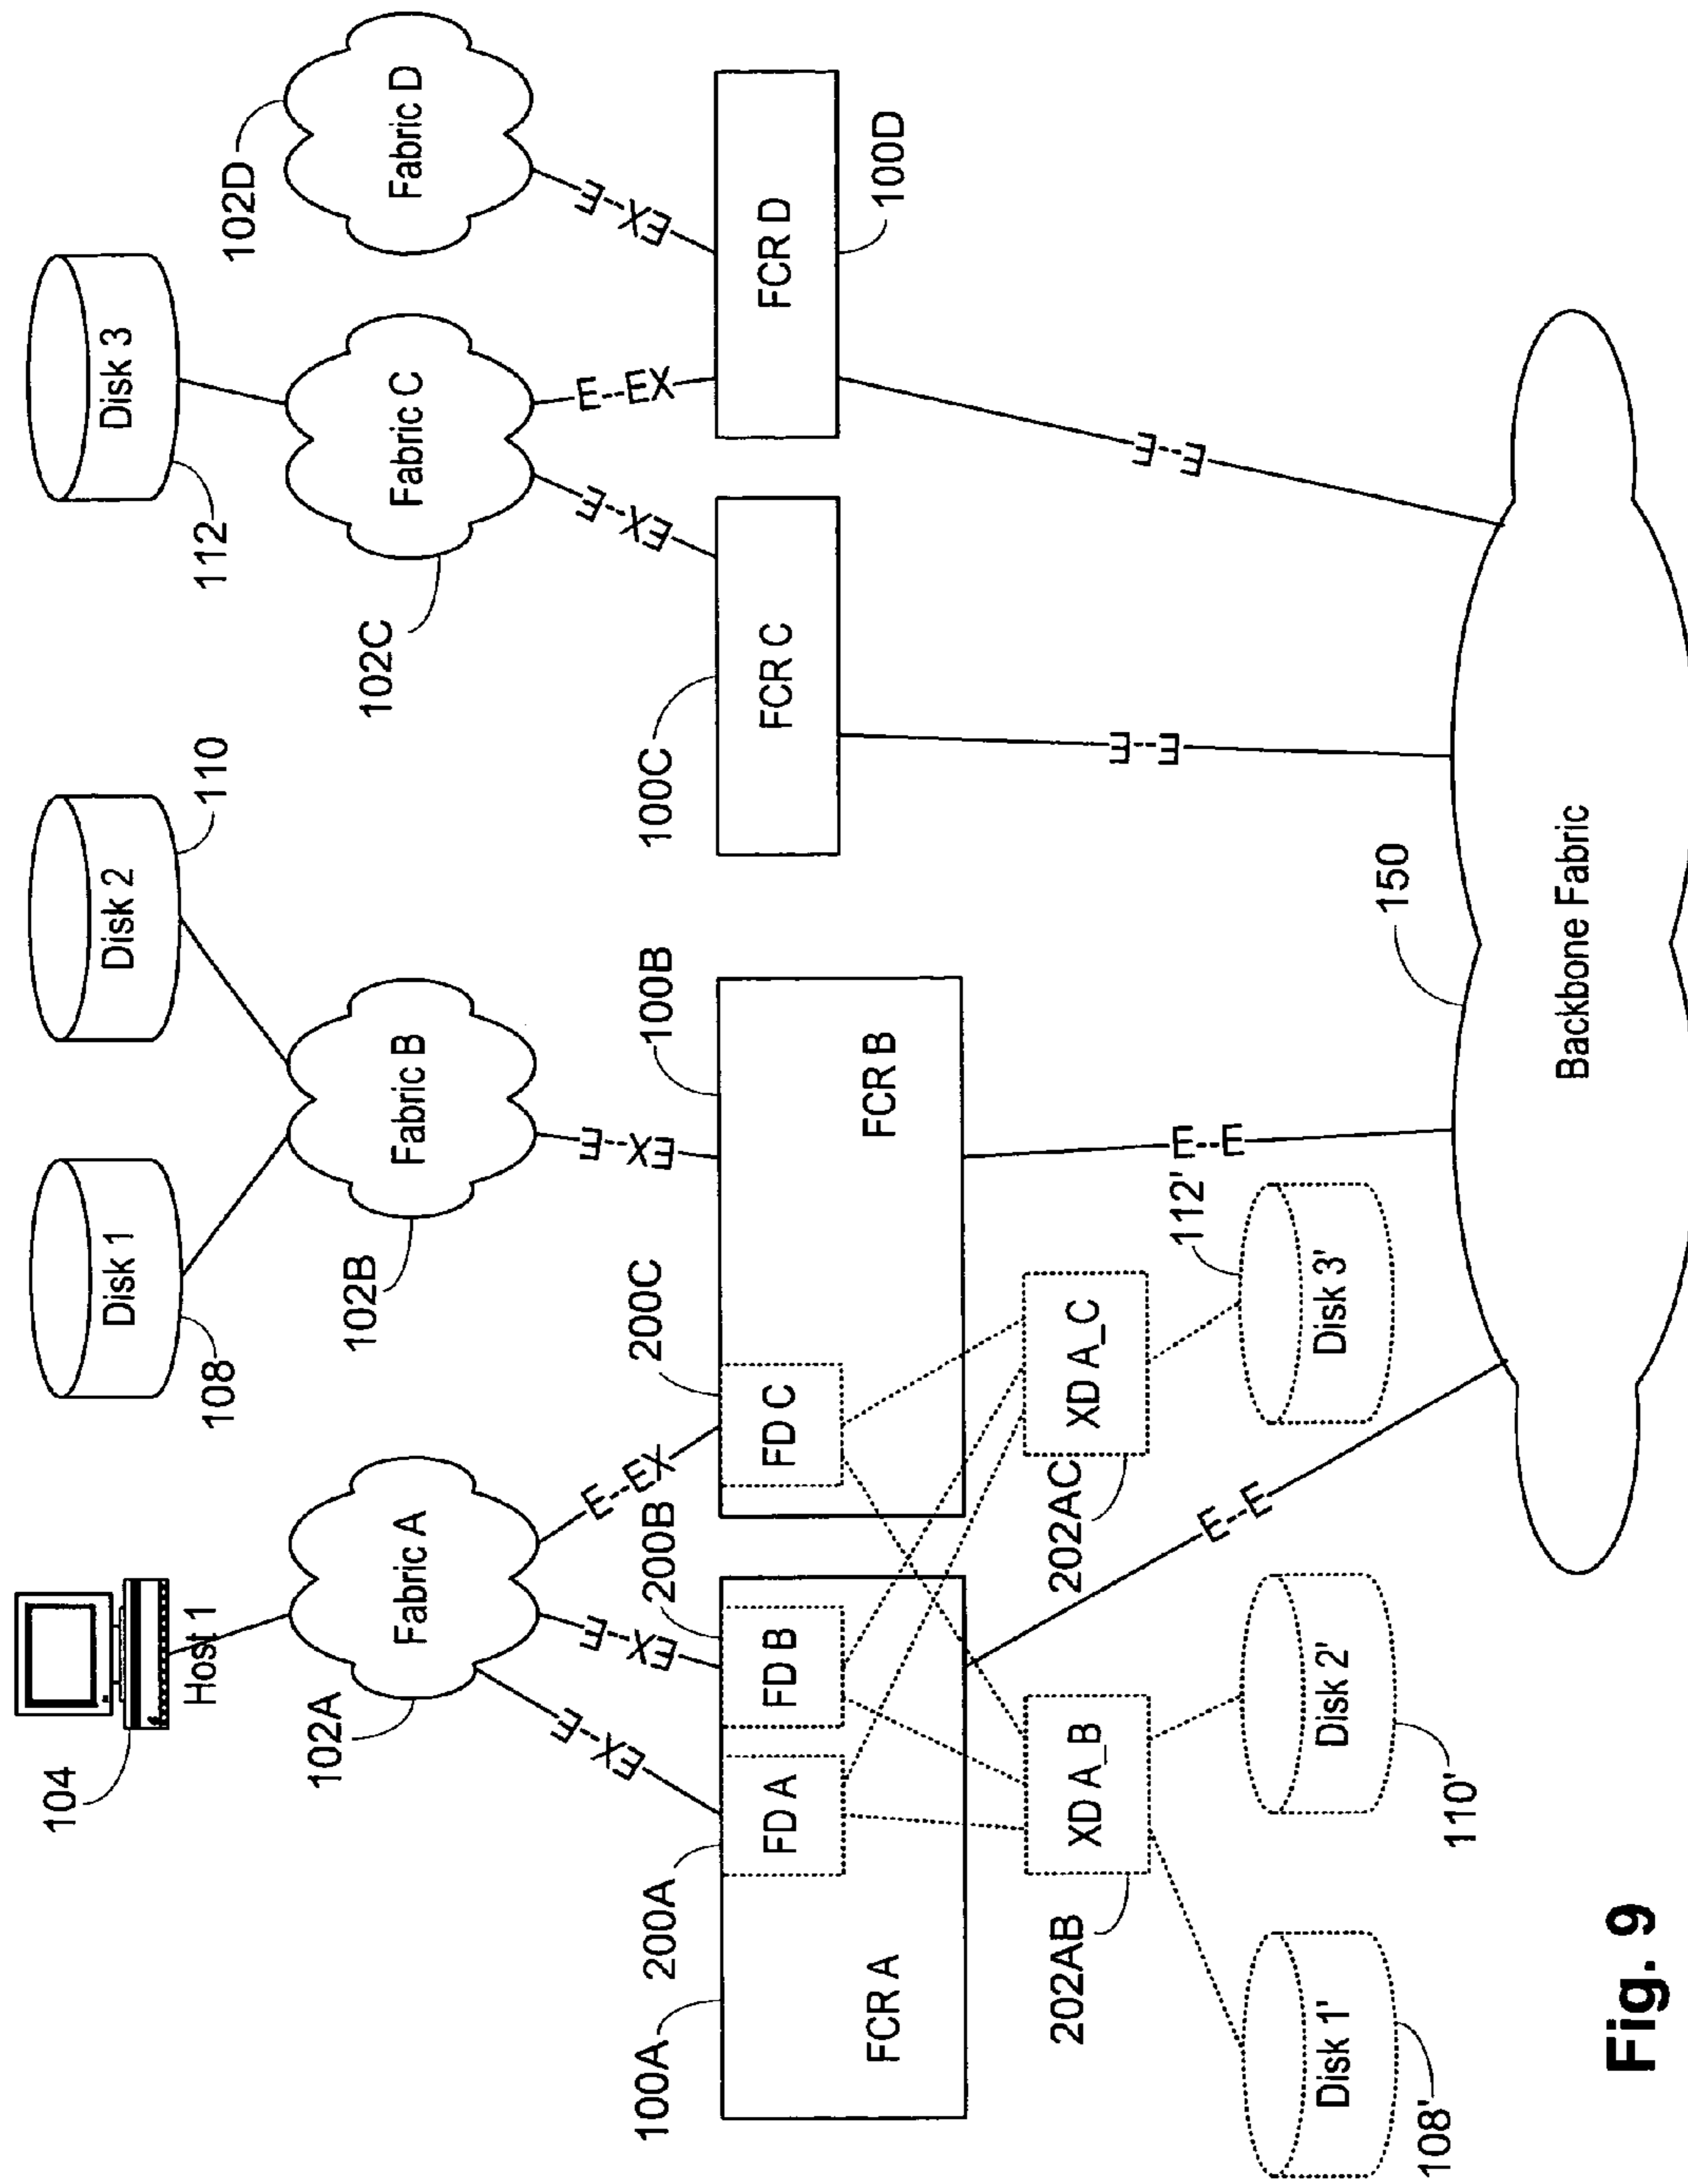 104
Host 1
108
Disk 1
Disk 2
110
112
Disk 3
102D
Fabric D
102A
Fabric A
102B
Fabric B
102C
Fabric C
E--EX
E--EX
E--EX
E--EX
E--EX
E--EX
E--EX
100A
200A
200B
200C
100B
100C
100D
FD A
FD B
FD C
FCR A
FCR B
FCR C
FCR D
202AB
XD A_B
202AC
XD A_C
E--E
E--E
E--E
E--E
112'
108'
Disk 1'
Disk 2'
110'
Disk 3'
150
Backbone Fabric
Fig. 9